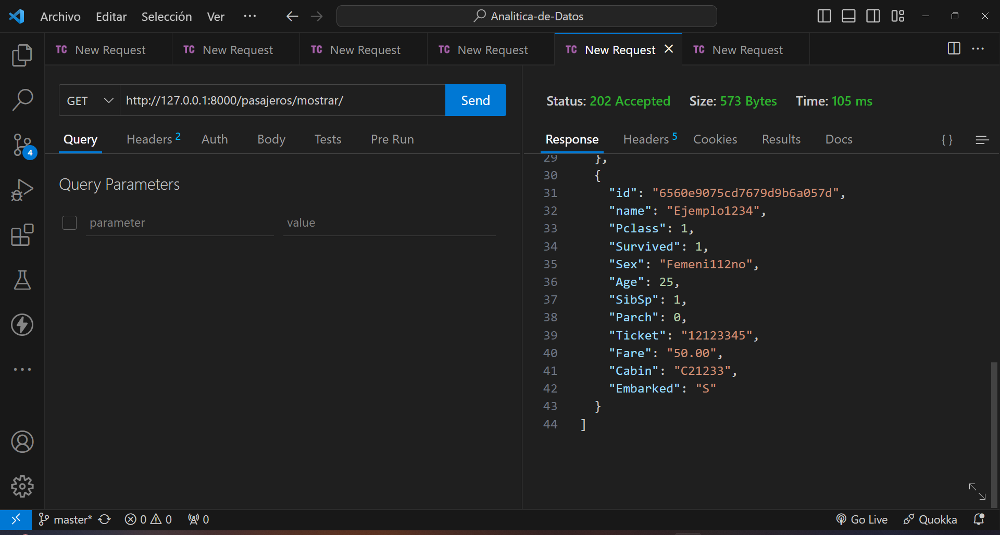 Archivo Editar Selección Ver ··· Analitica-de-Datos
TC New Request TC New Request TC New Request TC New Request TC New Request TC New Request
GET http://127.0.0.1:8000/pasajeros/mostrar/ Send
Status: 202 Accepted Size: 573 Bytes Time: 105 ms
Query Headers 2 Auth Body Tests Pre Run
Response Headers 5 Cookies Results Docs { }
4
Query Parameters
parameter value
29 },
30 {
31 "id": "6560e9075cd7679d9b6a057d",
32 "name": "Ejemplo1234",
33 "Pclass": 1,
34 "Survived": 1,
35 "Sex": "Femeni112no",
36 "Age": 25,
37 "SibSp": 1,
38 "Parch": 0,
39 "Ticket": "12123345",
40 "Fare": "50.00",
41 "Cabin": "C21233",
42 "Embarked": "S"
43 }
44 ]
master* 0 0 0 Go Live Quokka